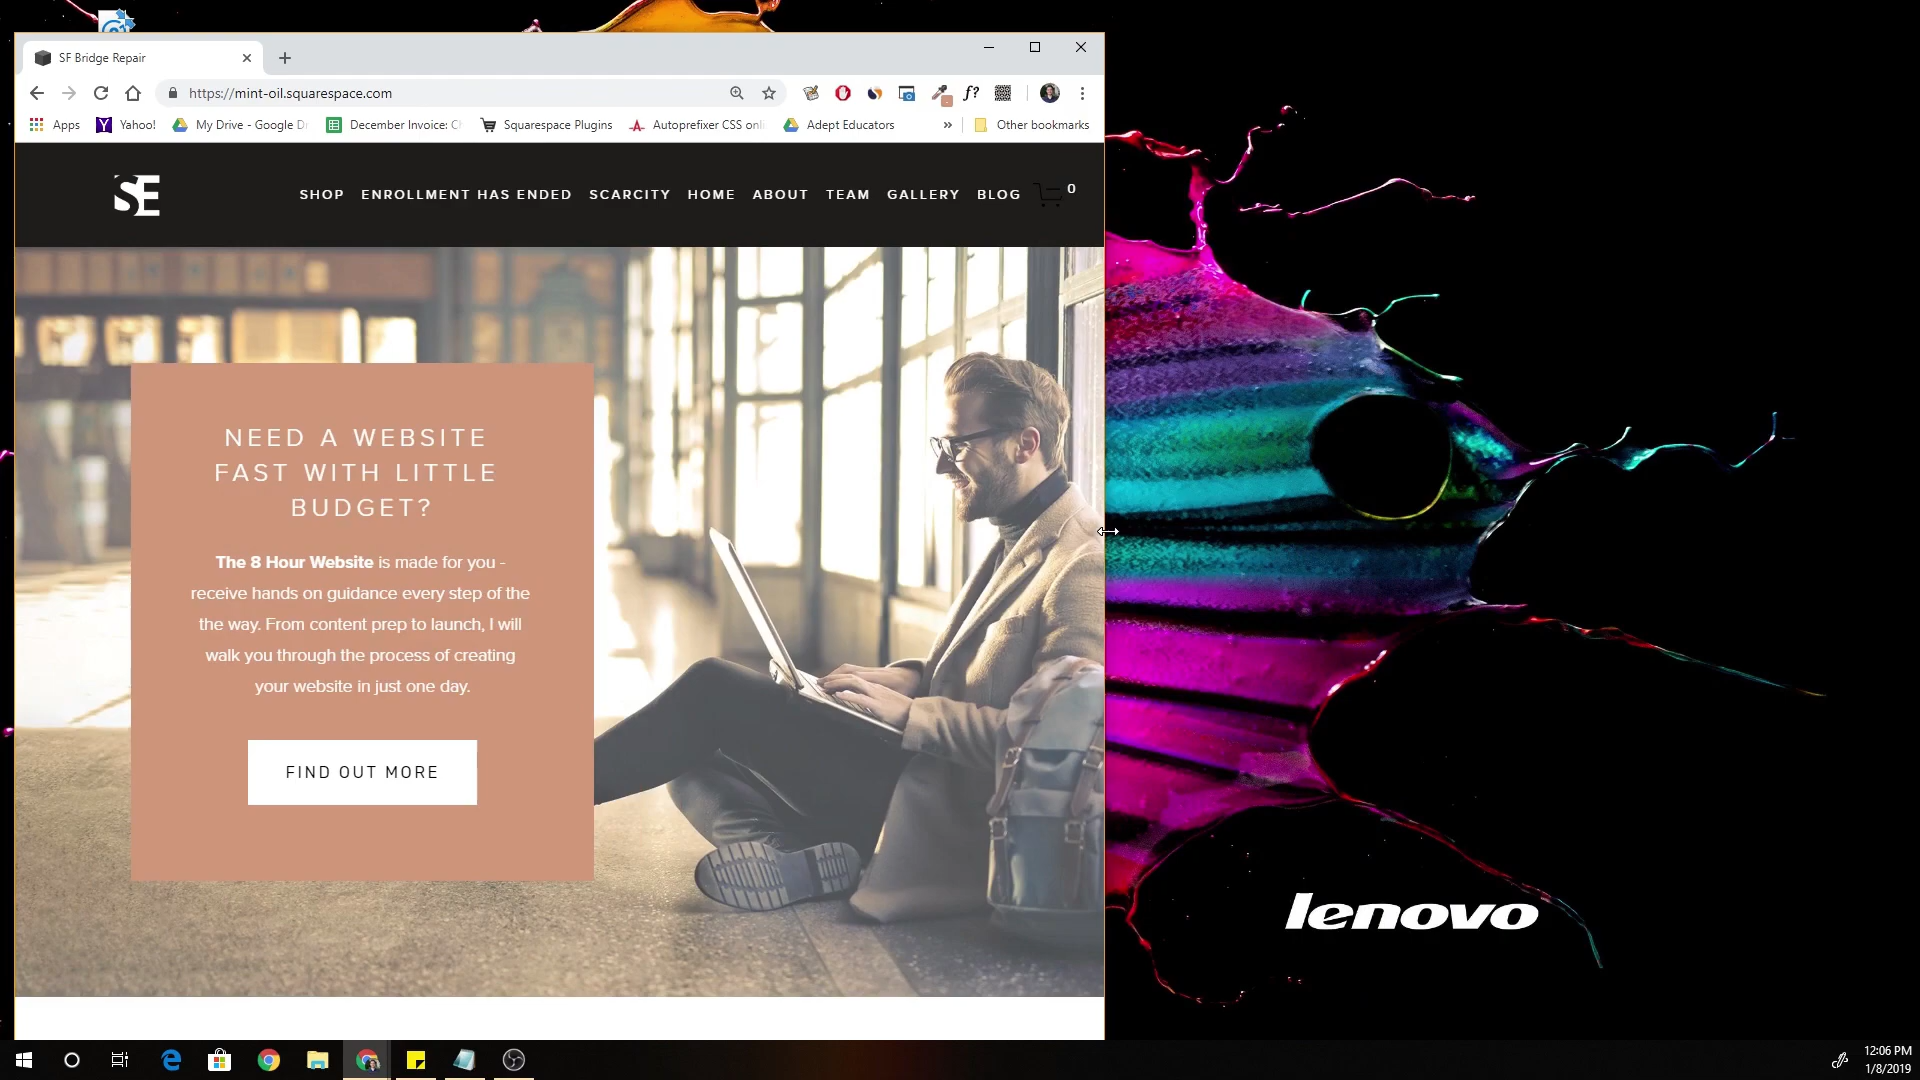 SF Bridge Repair
https://mint-oil.squarespace.com
Apps Yahoo! My Drive - Google Dr December Invoice: C Squarespace Plugins Autoprefixer CSS onli Adept Educators » Other bookmarks
f?
SE
SHOP ENROLLMENT HAS ENDED SCARCITY HOME ABOUT TEAM GALLERY BLOG 0
NEED A WEBSITE
FAST WITH LITTLE
BUDGET?
The 8 Hour Website is made for you -
receive hands on guidance every step of the
the way. From content prep to launch, I will
walk you through the process of creating
your website in just one day.
FIND OUT MORE
lenovo
12:06 PM
1/8/2019